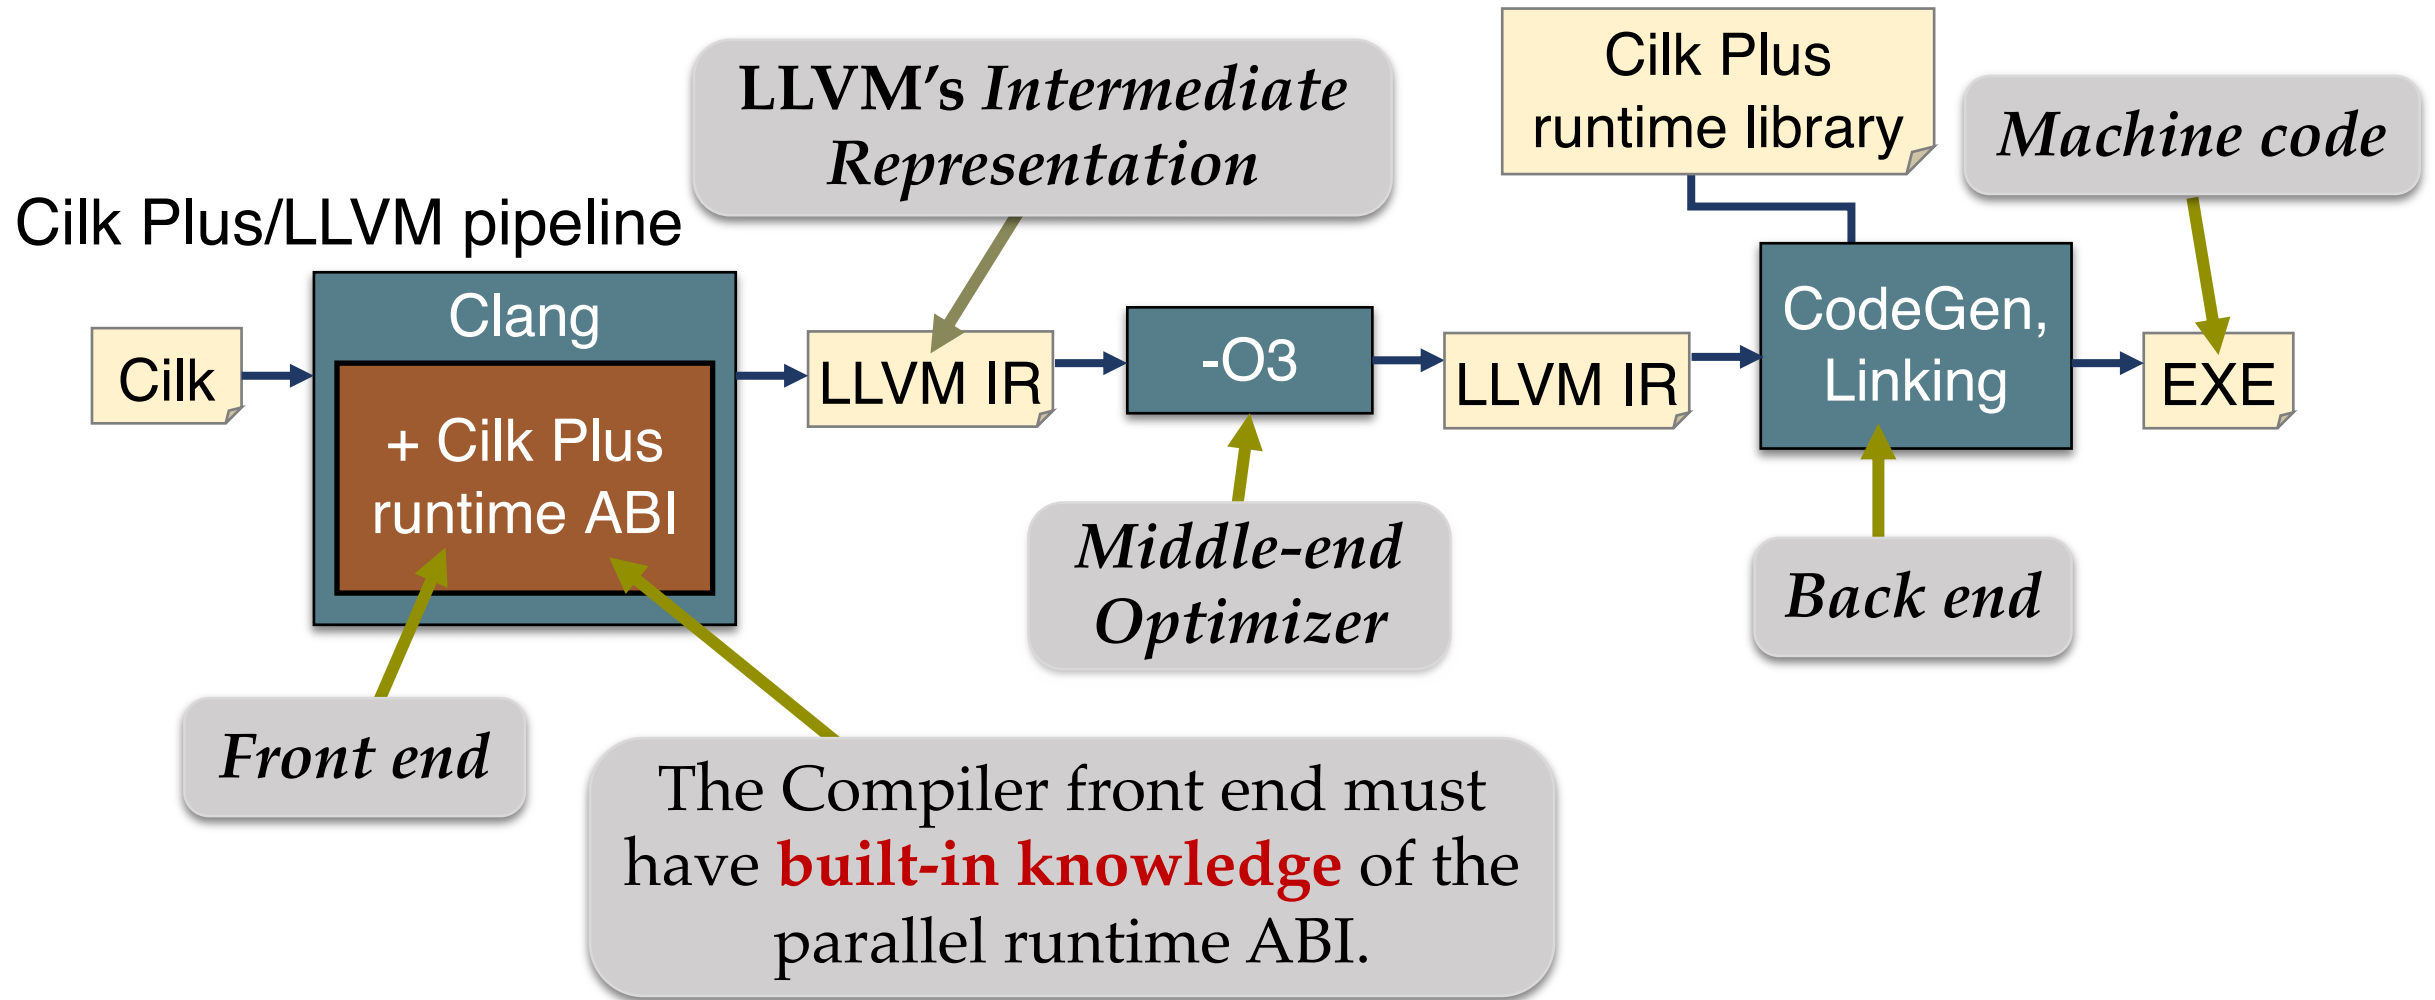 Cilk Plus/LLVM pipeline
LLVM's Intermediate
Representation
Cilk Plus
runtime library
Machine code
Cilk
Clang
+ Cilk Plus
runtime ABI
LLVM IR
-O3
LLVM IR
CodeGen,
Linking
EXE
Front end
Middle-end
Optimizer
Back end
The Compiler front end must
have built-in knowledge of the
parallel runtime ABI.